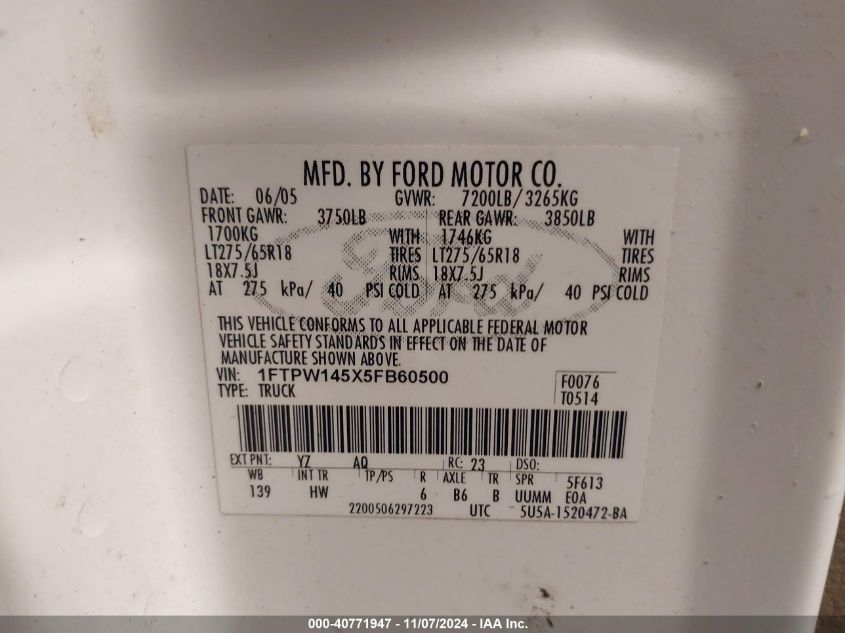 MFD. BY FORD MOTOR CO.
DATE: 06/05 GVWR: 7200LB/3265KG
FRONT GAWR: 3750LB REAR GAWR: 3850LB
1700KG WITH 1746KG WITH
LT275/65R18 TIRES LT275/65R18 TIRES
18X7.5J RIMS 18X7.5J RIMS
AT 275 kPa/ 40 PSI COLD AT 275 kPa/ 40 PSI COLD
Ford
THIS VEHICLE CONFORMS TO ALL APPLICABLE FEDERAL MOTOR
VEHICLE SAFETY STANDARDS IN EFFECT ON THE DATE OF
MANUFACTURE SHOWN ABOVE.
VIN: 1FTPW145X5FB60500 F0076
TYPE: TRUCK T0514
EXT PNT: YZ AQ RC: 23 DSO:
WB INT TR TP/PS R AXLE TR SPR 5F613
139 HW 6 B6 B UUMM E0A
2200506297223 UTC 5U5A-1520472-BA
000-40771947 - 11/07/2024 - IAA Inc.